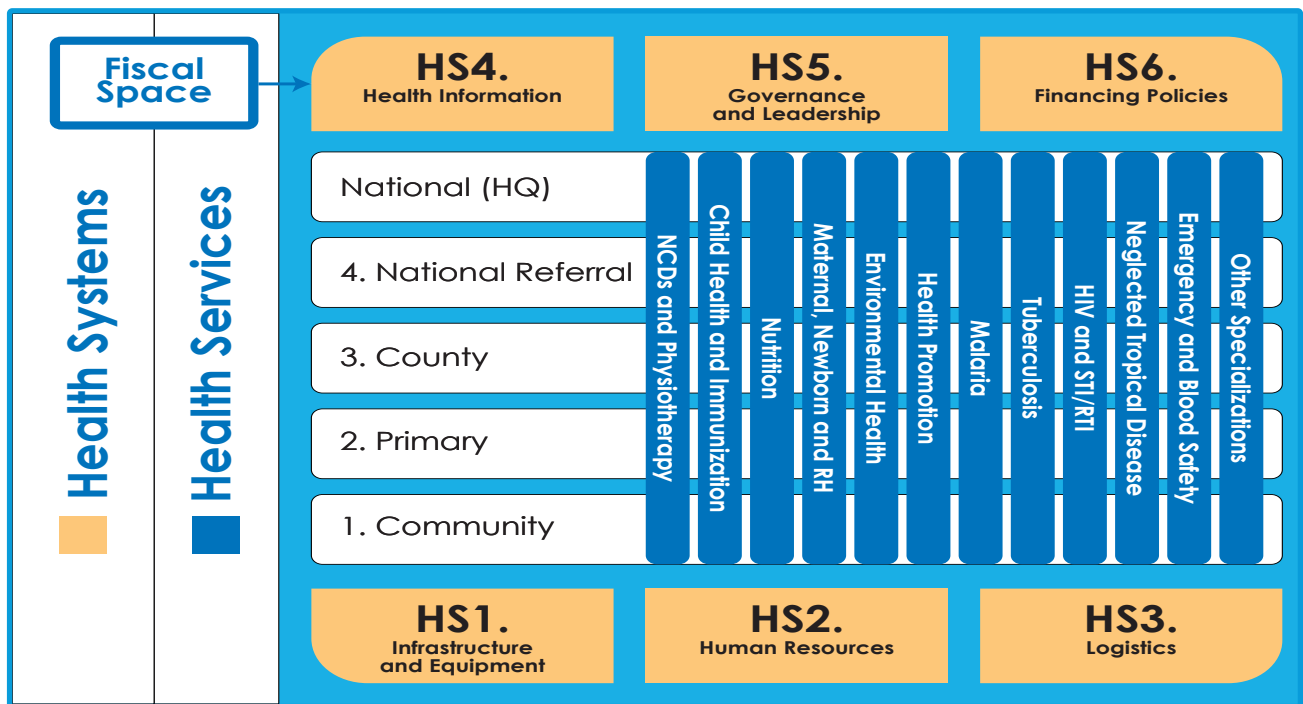 Fiscal
Space
Health Systems
Health Services
HS4.
Health Information
HS5.
Governance
and Leadership
HS6.
Financing Policies
National (HQ)
4. National Referral
3. County
2. Primary
1. Community
NCDs and Physiotherapy
Child Health and Immunization
Nutrition
Maternal, Newborn and RH
Environmental Health
Health Promotion
Malaria
Tuberculosis
HIV and STI/RTI
Neglected Tropical Disease
Emergency and Blood Safety
Other Specializations
HS1.
Infrastructure
and Equipment
HS2.
Human Resources
HS3.
Logistics